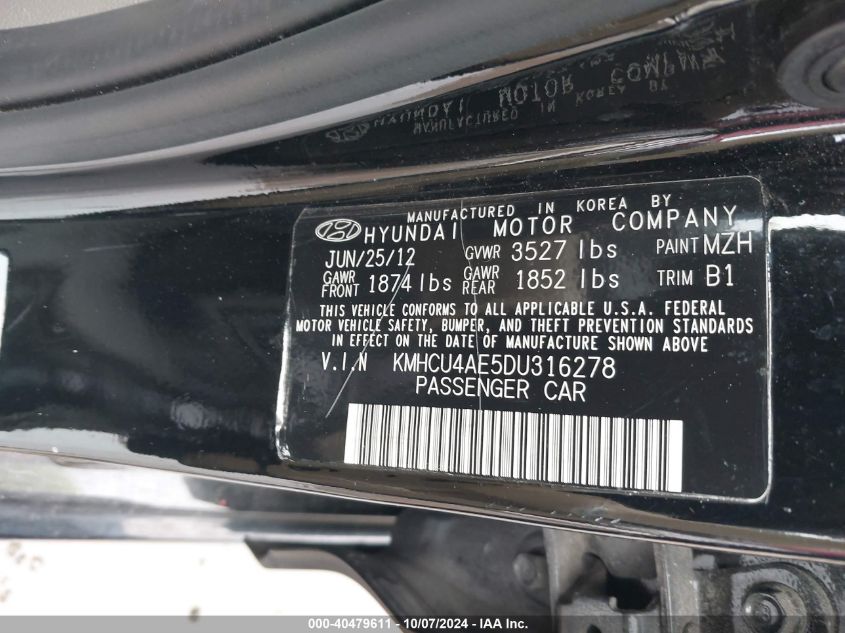 MANUFACTURED IN KOREA BY
HYUNDAI MOTOR COMPANY
JUN/25/12 GVWR 3527 lbs PAINT MZH
GAWR FRONT 1874 lbs GAWR REAR 1852 lbs TRIM B1
THIS VEHICLE CONFORMS TO ALL APPLICABLE U.S.A. FEDERAL
MOTOR VEHICLE SAFETY, BUMPER, AND THEFT PREVENTION STANDARDS
IN EFFECT ON THE DATE OF MANUFACTURE SHOWN ABOVE
V.I.N KMHCU4AE5DU316278
PASSENGER CAR
000-40479611 - 10/07/2024 - IAA Holdings, LLC.